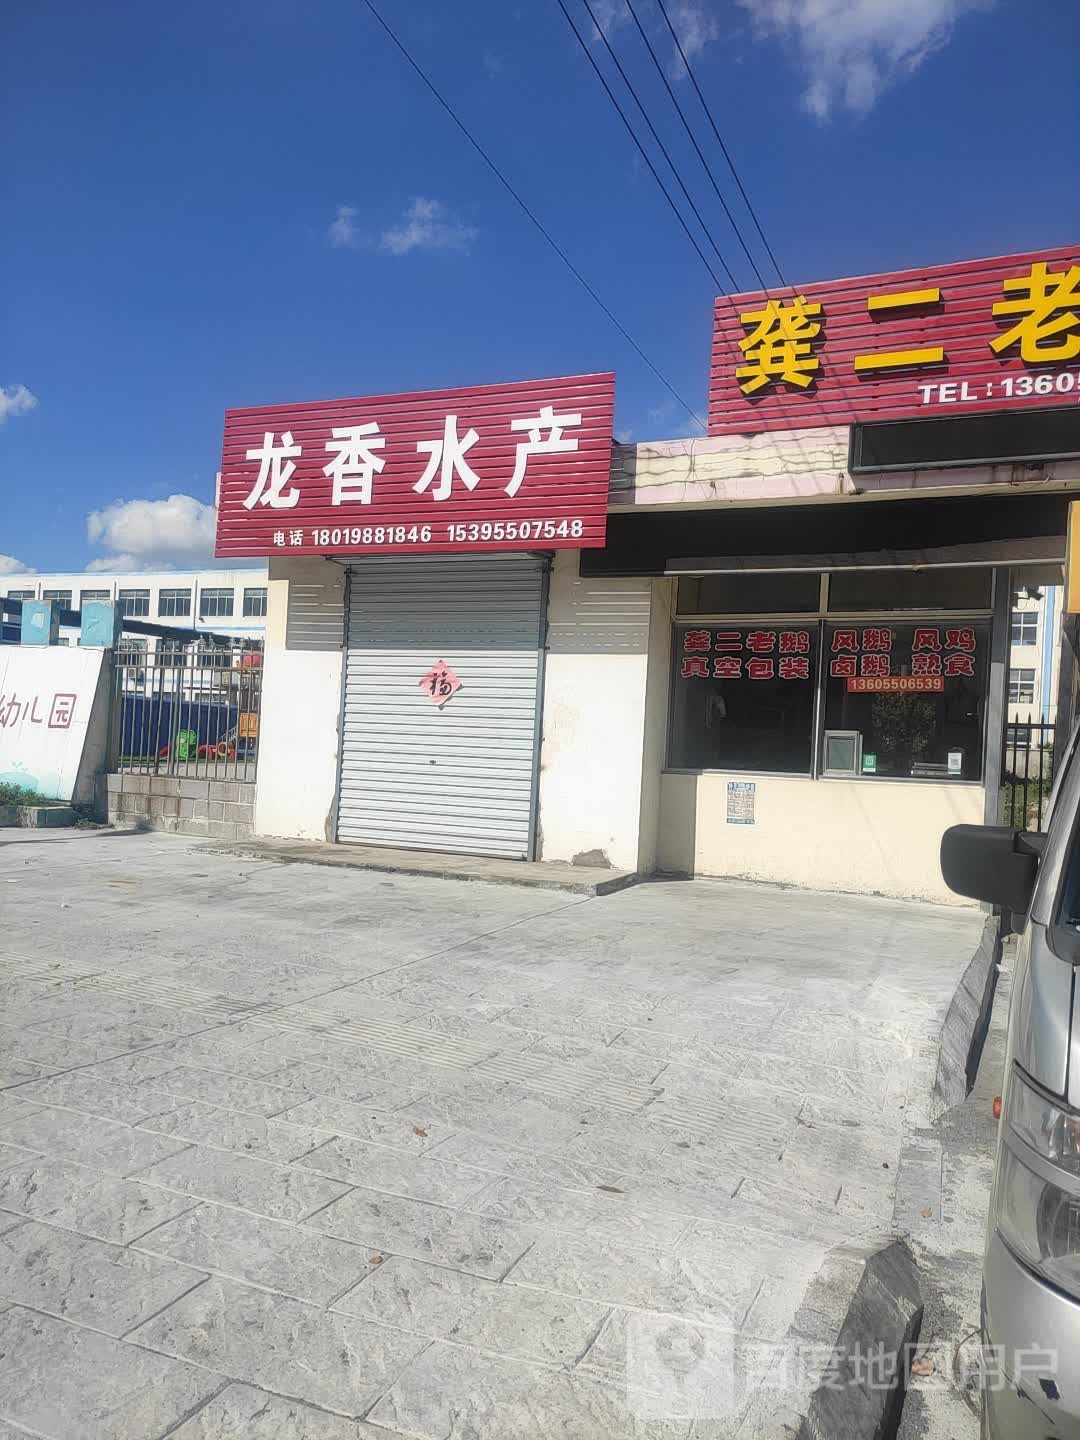 龚二老
TEL：13605
龙香水产
电话 18019881846 15395507548
福
龚二老鹅 风鹅 风鸡
真空包装 卤鹅 熟食
13605506539
幼儿园
百度地图用户